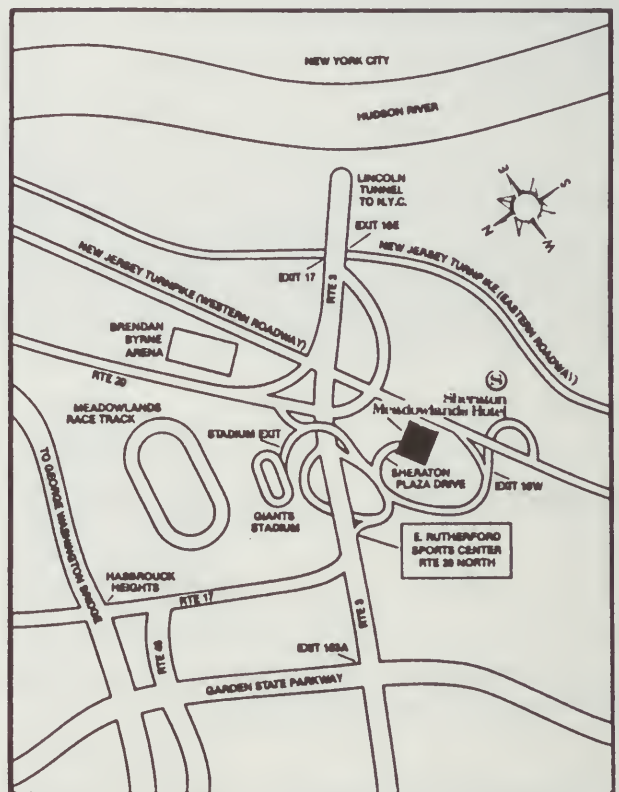 NEW YORK CITY
HUDSON RIVER
LINCOLN
TUNNEL
TO N.Y.C.
E
S
N
W
EXIT 16E
NEW JERSEY TURNPIKE (EASTERN ROADWAY)
NEW JERSEY TURNPIKE (WESTERN ROADWAY)
EXIT 17
RTE 3
BRENDAN
BYRNE
ARENA
RTE 20
S
Sheraton
Meadowlands Hotel
MEADOWLANDS
RACE TRACK
STADIUM EXIT
SHERATON
PLAZA DRIVE
EXIT 16W
GIANTS
STADIUM
TO GEORGE WASHINGTON BRIDGE
E. RUTHERFORD
SPORTS CENTER
RTE 20 NORTH
HASBROUCK
HEIGHTS
RTE 17
RTE 3
RTE 46
EXIT 153A
GARDEN STATE PARKWAY